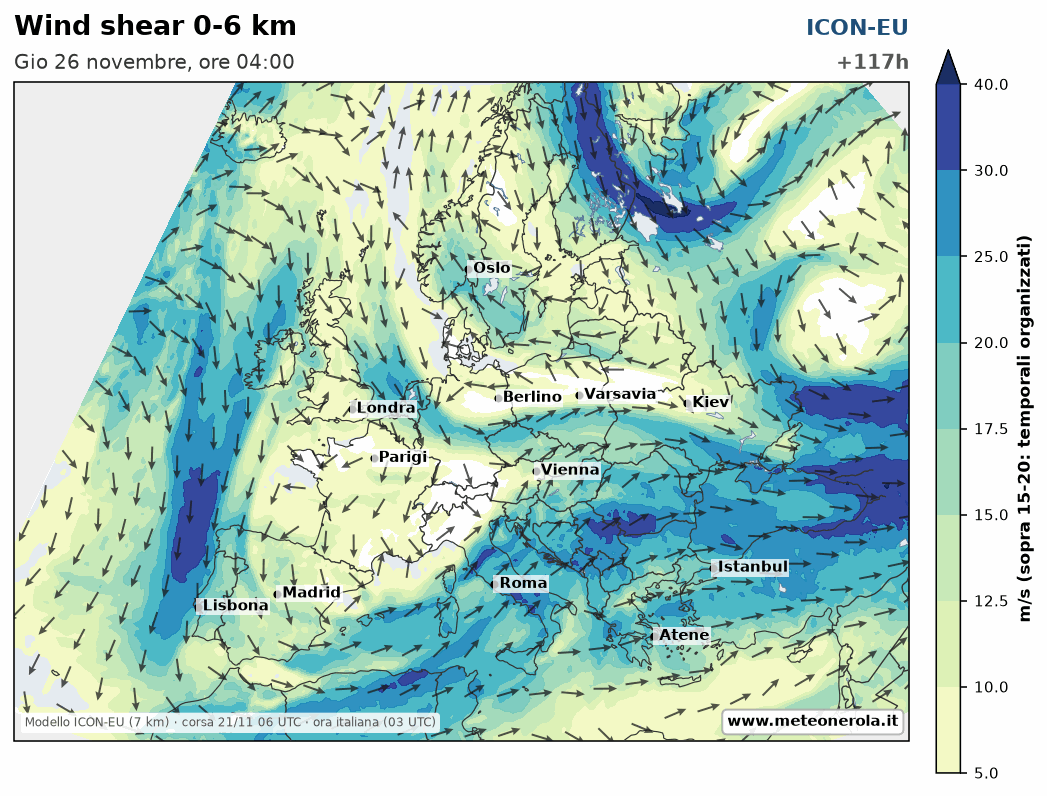 Wind shear 0-6 km
ICON-EU
Gio 26 novembre, ore 04:00
+117h
40.0
30.0
25.0
20.0
17.5
15.0
12.5
10.0
5.0
m/s (sopra 15-20: temporali organizzati)
Oslo
Berlino
Varsavia
Kiev
Londra
Parigi
Vienna
Istanbul
Roma
Madrid
Lisbona
Atene
Modello ICON-EU (7 km) · corsa 21/11 06 UTC · ora italiana (03 UTC)
www.meteonerola.it